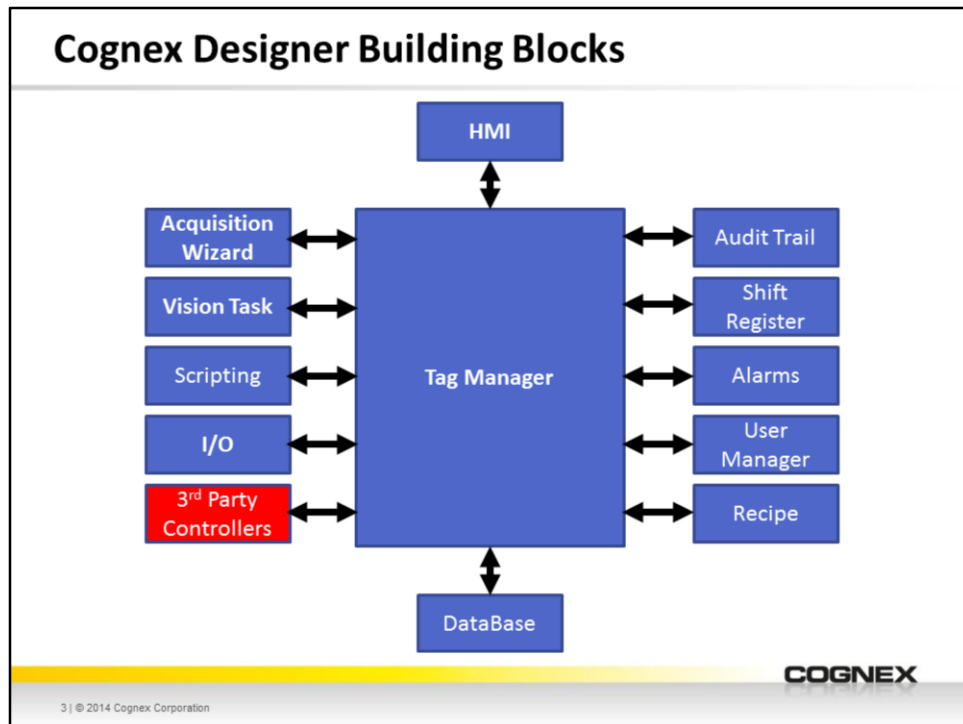 Cognex Designer Building Blocks
HMI
Acquisition
Wizard
Vision Task
Scripting
I/O
3rd Party
Controllers
Tag Manager
Audit Trail
Shift
Register
Alarms
User
Manager
Recipe
DataBase
COGNEX
3 | © 2014 Cognex Corporation